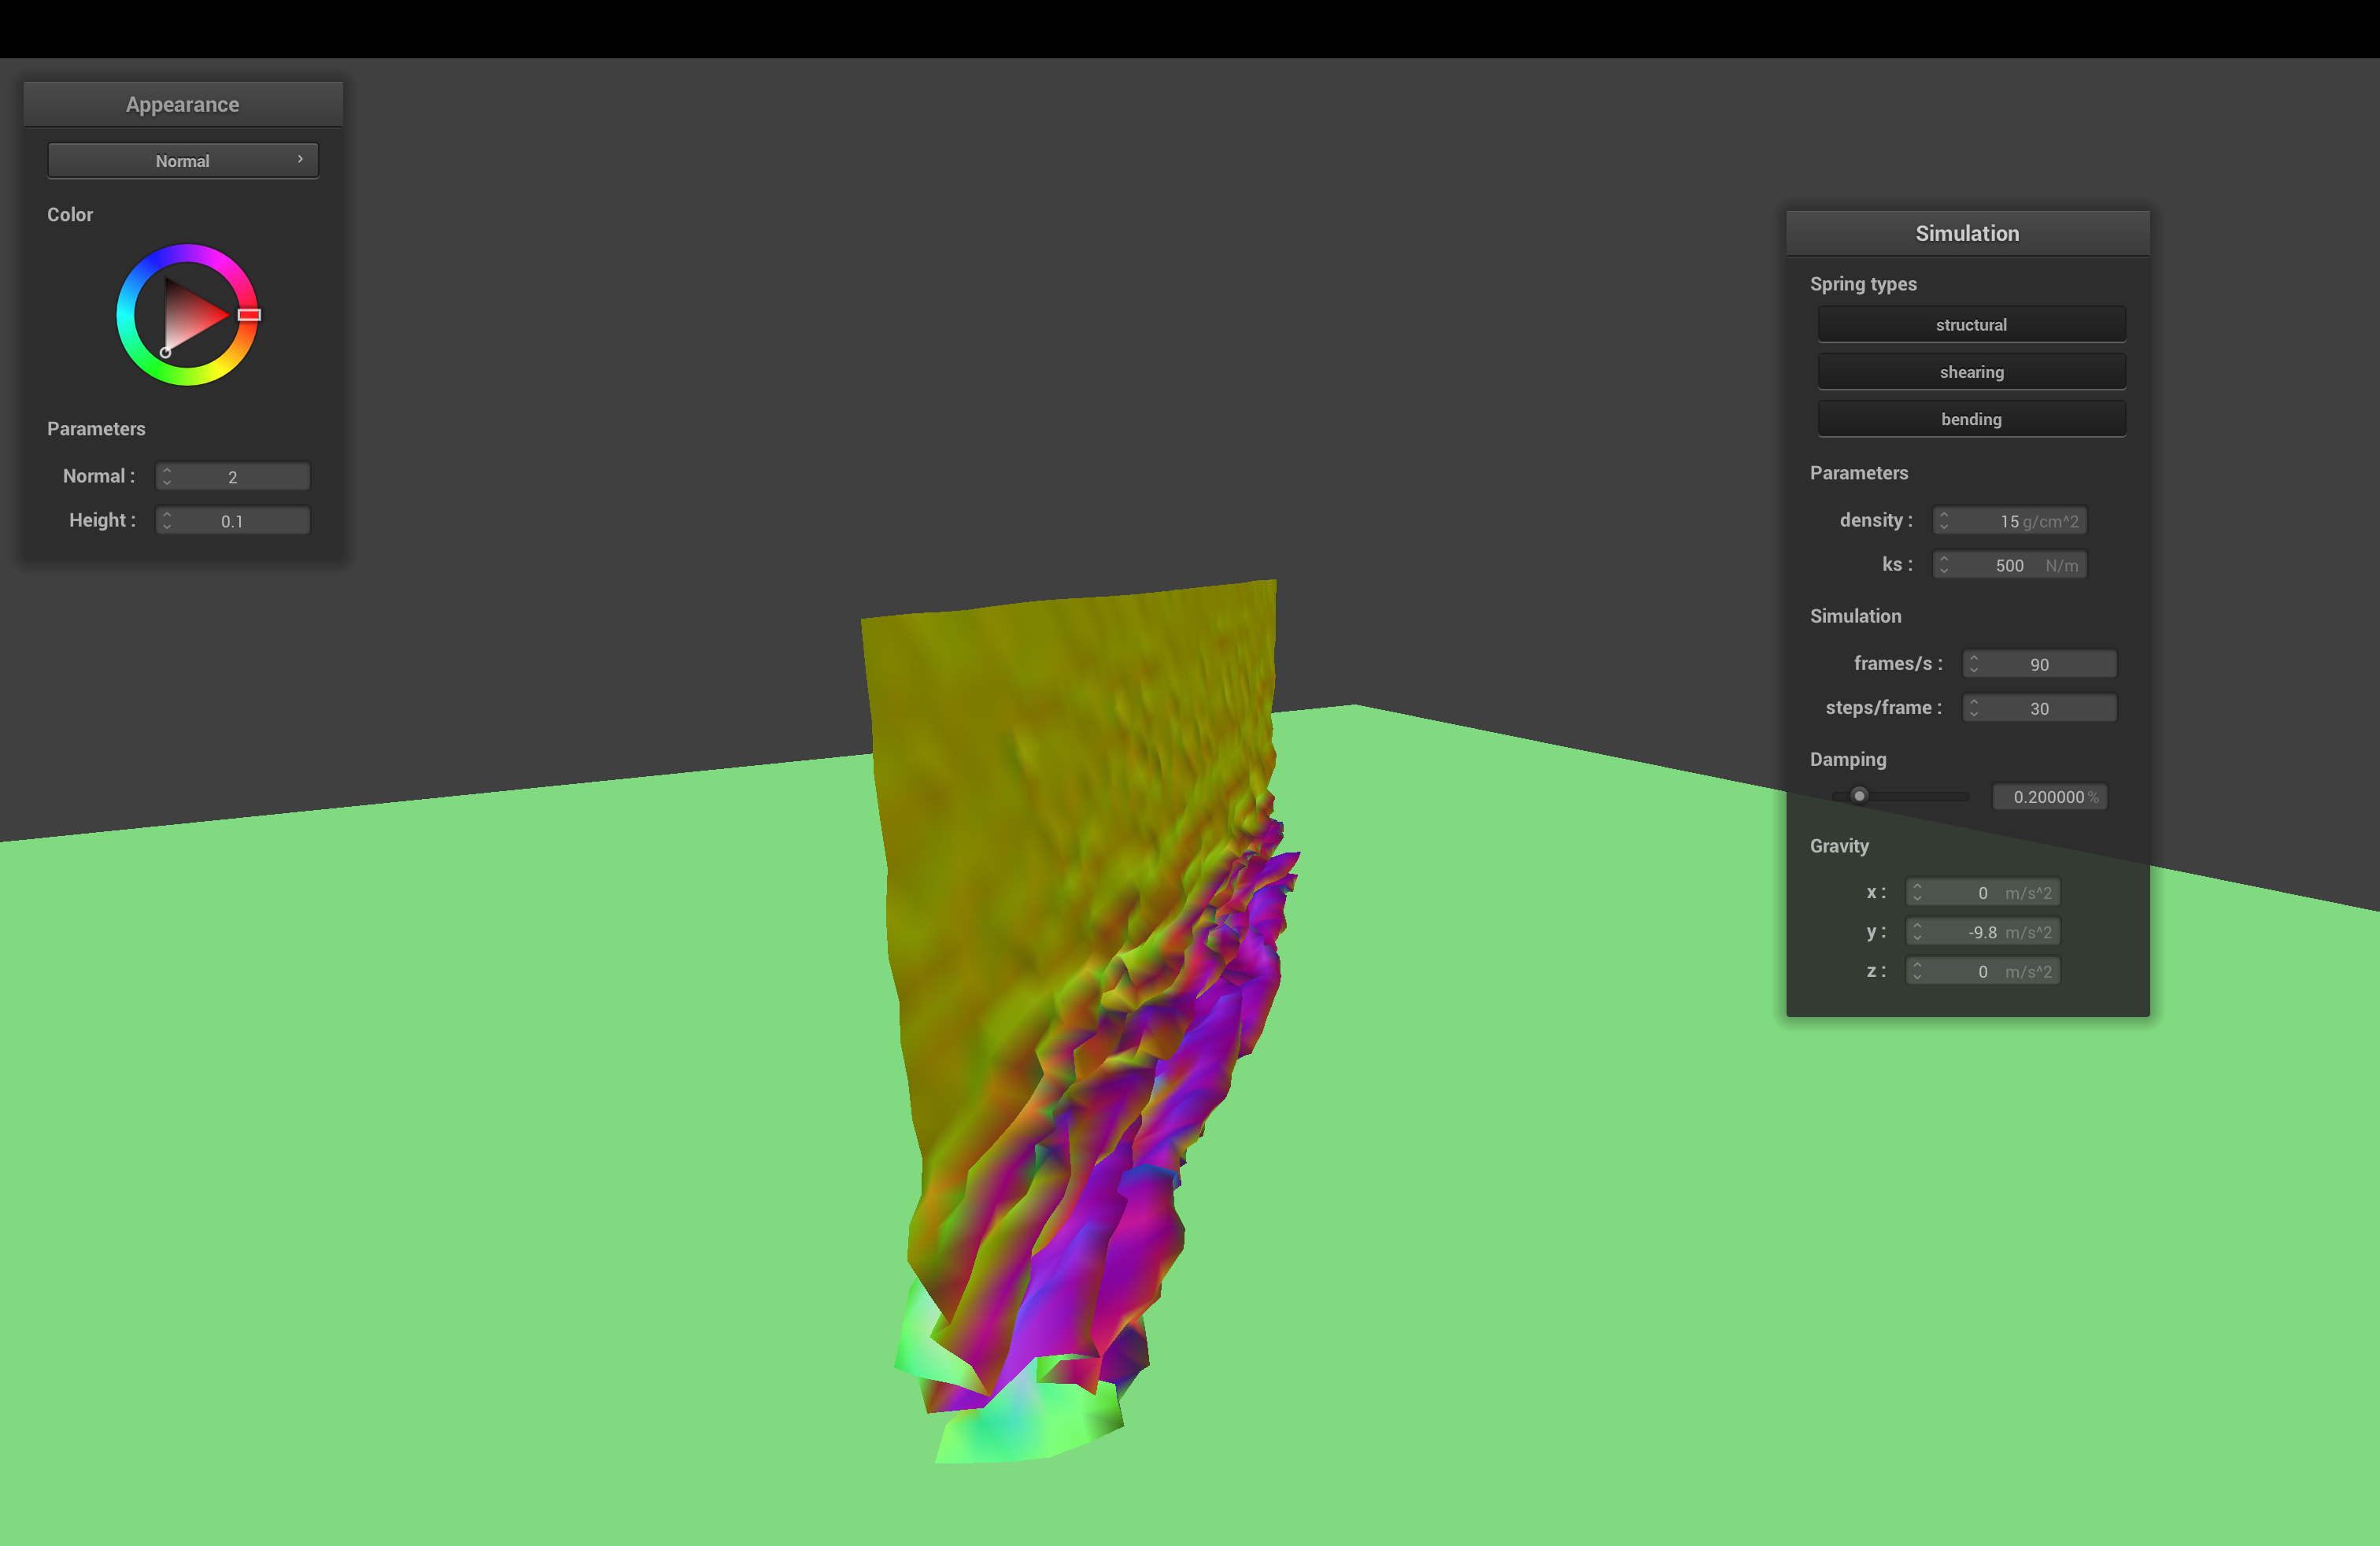 Appearance
Normal
Color
Parameters
Normal : 2
Height : 0.1
Simulation
Spring types
structural
shearing
bending
Parameters
density : 15 g/cm^2
ks : 500 N/m
Simulation
frames/s : 90
steps/frame : 30
Damping
0.200000 %
Gravity
x : 0 m/s^2
y : -9.8 m/s^2
z : 0 m/s^2